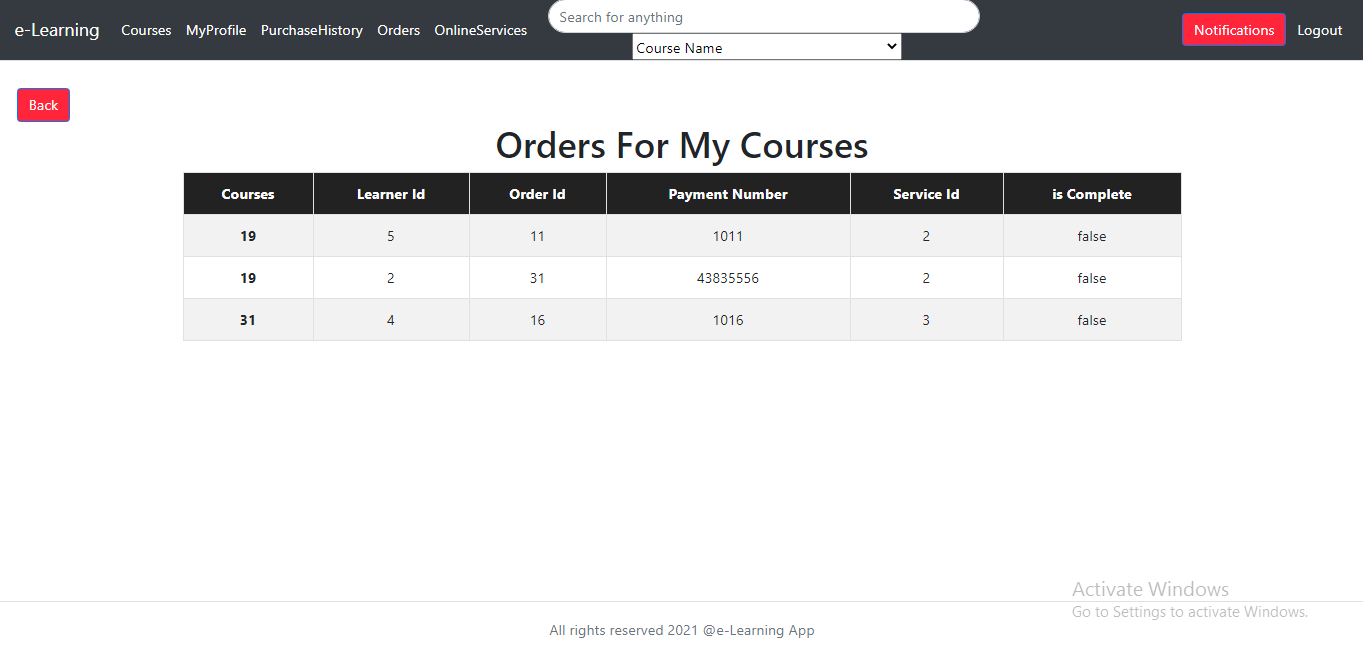 e-Learning Courses MyProfile PurchaseHistory Orders OnlineServices Search for anything Notifications Logout
Course Name
Back
Orders For My Courses
Courses Learner Id Order Id Payment Number Service Id is Complete
19 5 11 1011 2 false
19 2 31 43835556 2 false
31 4 16 1016 3 false
Activate Windows
Go to Settings to activate Windows.
All rights reserved 2021 @e-Learning App